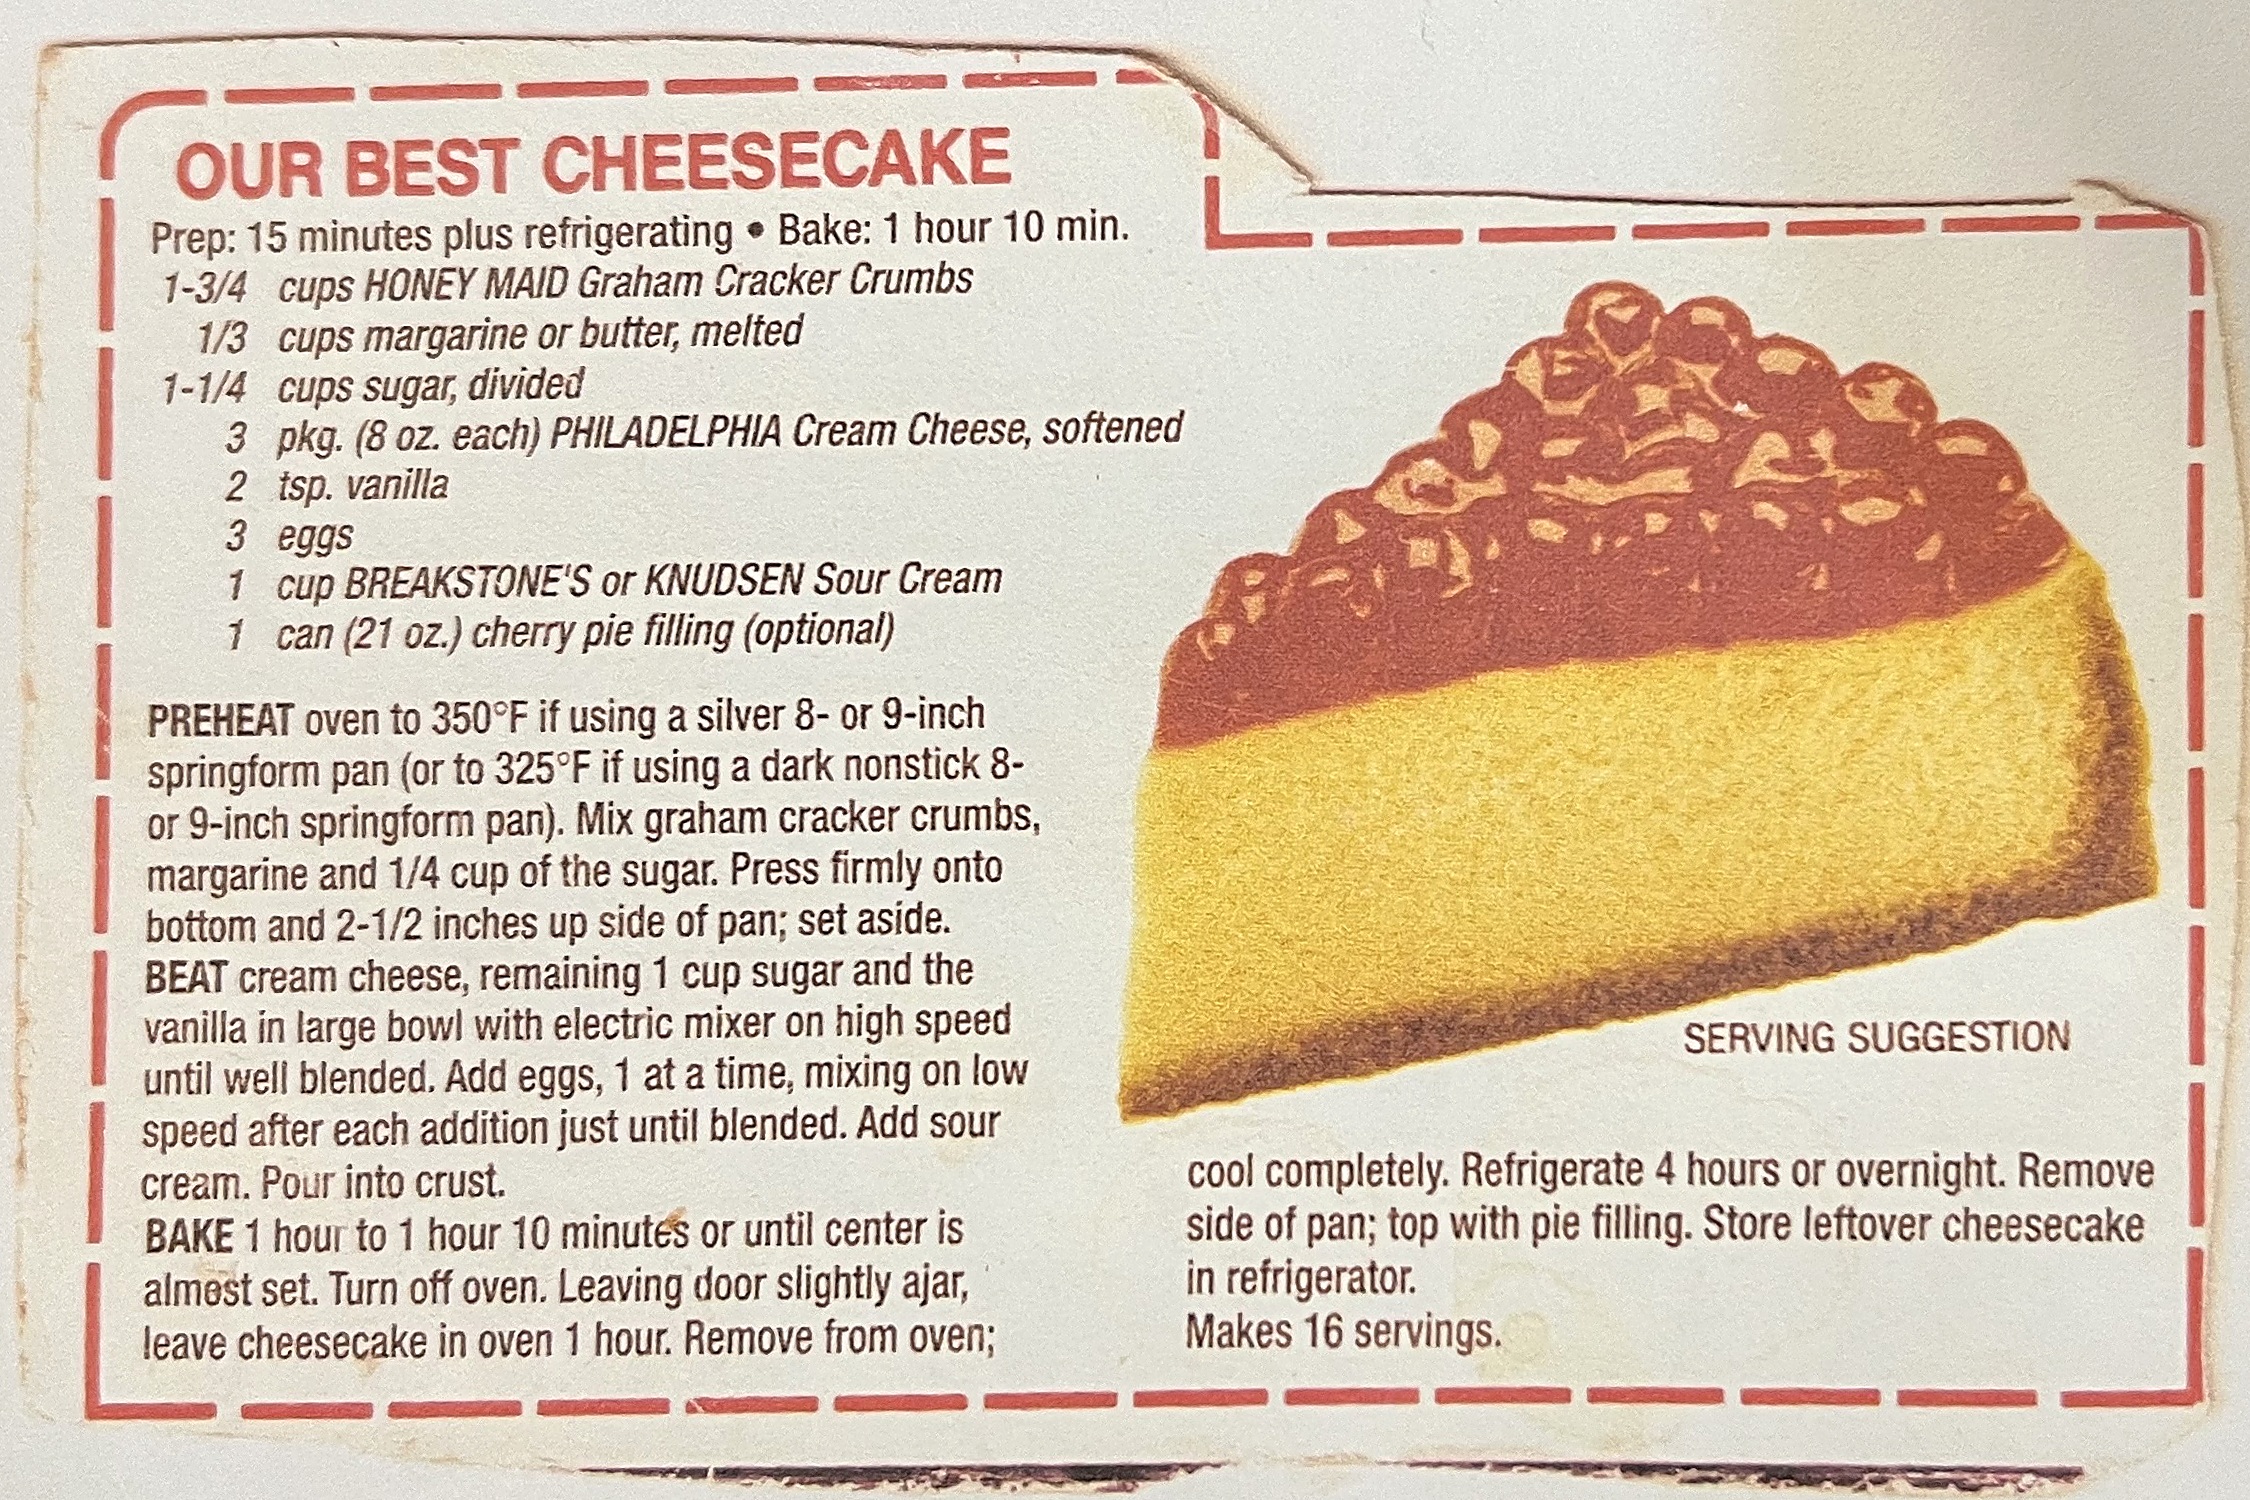 OUR BEST CHEESECAKE
Prep: 15 minutes plus refrigerating • Bake: 1 hour 10 min.
1-3/4 cups HONEY MAID Graham Cracker Crumbs
1/3 cups margarine or butter, melted
1-1/4 cups sugar, divided
3 pkg. (8 oz. each) PHILADELPHIA Cream Cheese, softened
2 tsp. vanilla
3 eggs
1 cup BREAKSTONE'S or KNUDSEN Sour Cream
1 can (21 oz.) cherry pie filling (optional)
PREHEAT oven to 350°F if using a silver 8- or 9-inch
springform pan (or to 325°F if using a dark nonstick 8-
or 9-inch springform pan). Mix graham cracker crumbs,
margarine and 1/4 cup of the sugar. Press firmly onto
bottom and 2-1/2 inches up side of pan; set aside.
BEAT cream cheese, remaining 1 cup sugar and the
vanilla in large bowl with electric mixer on high speed
until well blended. Add eggs, 1 at a time, mixing on low
speed after each addition just until blended. Add sour
cream. Pour into crust.
BAKE 1 hour to 1 hour 10 minutes or until center is
almost set. Turn off oven. Leaving door slightly ajar,
leave cheesecake in oven 1 hour. Remove from oven;
SERVING SUGGESTION
cool completely. Refrigerate 4 hours or overnight. Remove
side of pan; top with pie filling. Store leftover cheesecake
in refrigerator.
Makes 16 servings.